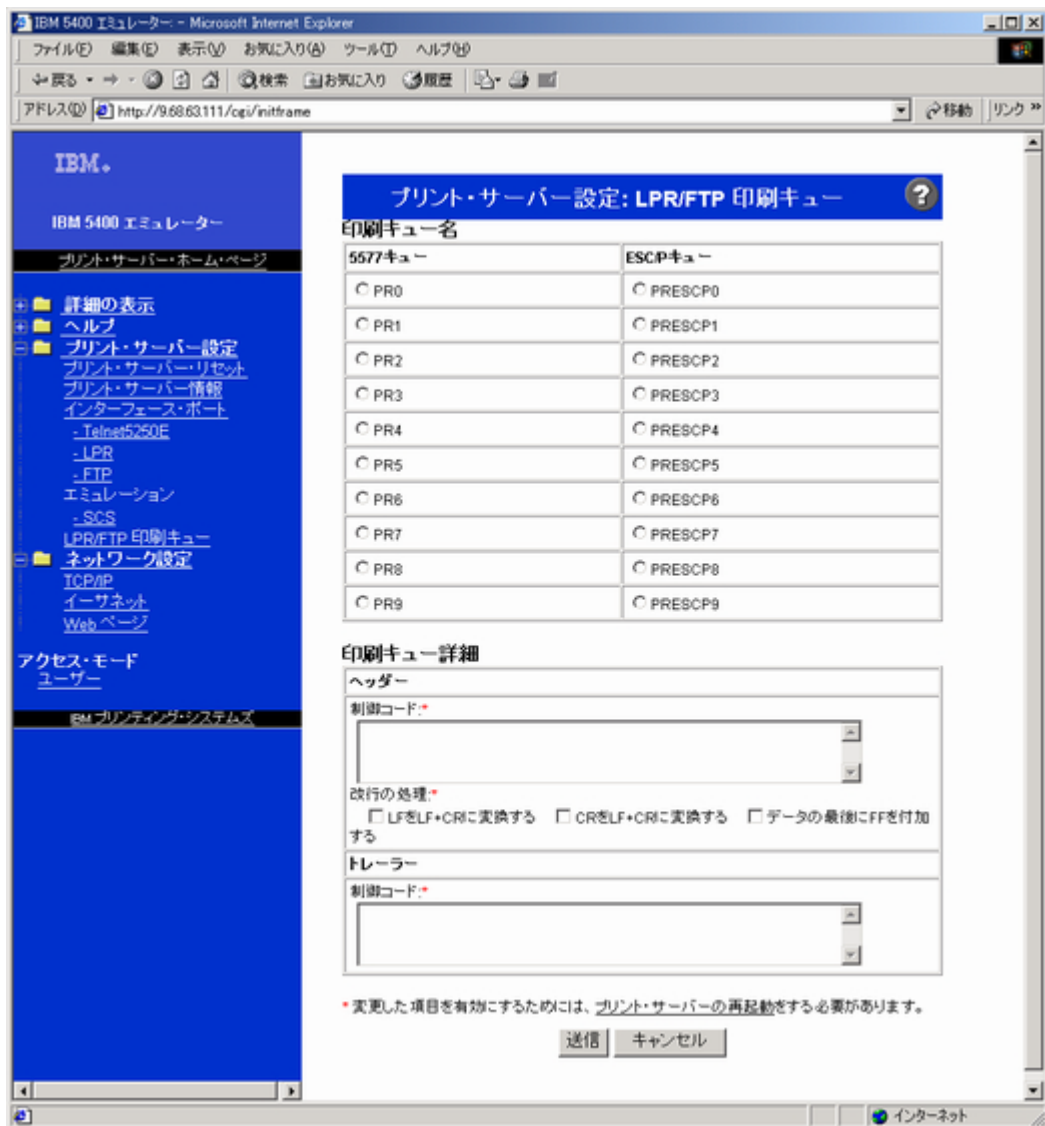 IBM 5400 エミュレーター: - Microsoft Internet Explorer
ファイル(F) 編集(E) 表示(V) お気に入り(A) ツール(T) ヘルプ(H)
戻る 検索 お気に入り 履歴
アドレス(D) http://9.68.63.111/cgi/initframe 移動 リンク »
IBM®
IBM 5400 エミュレーター
プリント・サーバー・ホーム・ページ
詳細の表示
ヘルプ
プリント・サーバー設定
プリント・サーバー・リセット
プリント・サーバー情報
インターフェース・ポート
- Telnet5250E
- LPR
- FTP
エミュレーション
- SCS
LPR/FTP 印刷キュー
ネットワーク設定
TCP/IP
イーサネット
Web ページ
アクセス・モード
ユーザー
IBM プリンティング・システムズ
プリント・サーバー設定: LPR/FTP 印刷キュー ?
印刷キュー名
5577キュー ESC/Pキュー
PR0 PRESCP0
PR1 PRESCP1
PR2 PRESCP2
PR3 PRESCP3
PR4 PRESCP4
PR5 PRESCP5
PR6 PRESCP6
PR7 PRESCP7
PR8 PRESCP8
PR9 PRESCP9
印刷キュー詳細
ヘッダー
制御コード:*
改行の処理:*
LFをLF+CRに変換する CRをLF+CRに変換する データの最後にFFを付加
する
トレーラー
制御コード:*
* 変更した項目を有効にするためには、プリント・サーバーの再起動をする必要があります。
送信 キャンセル
インターネット